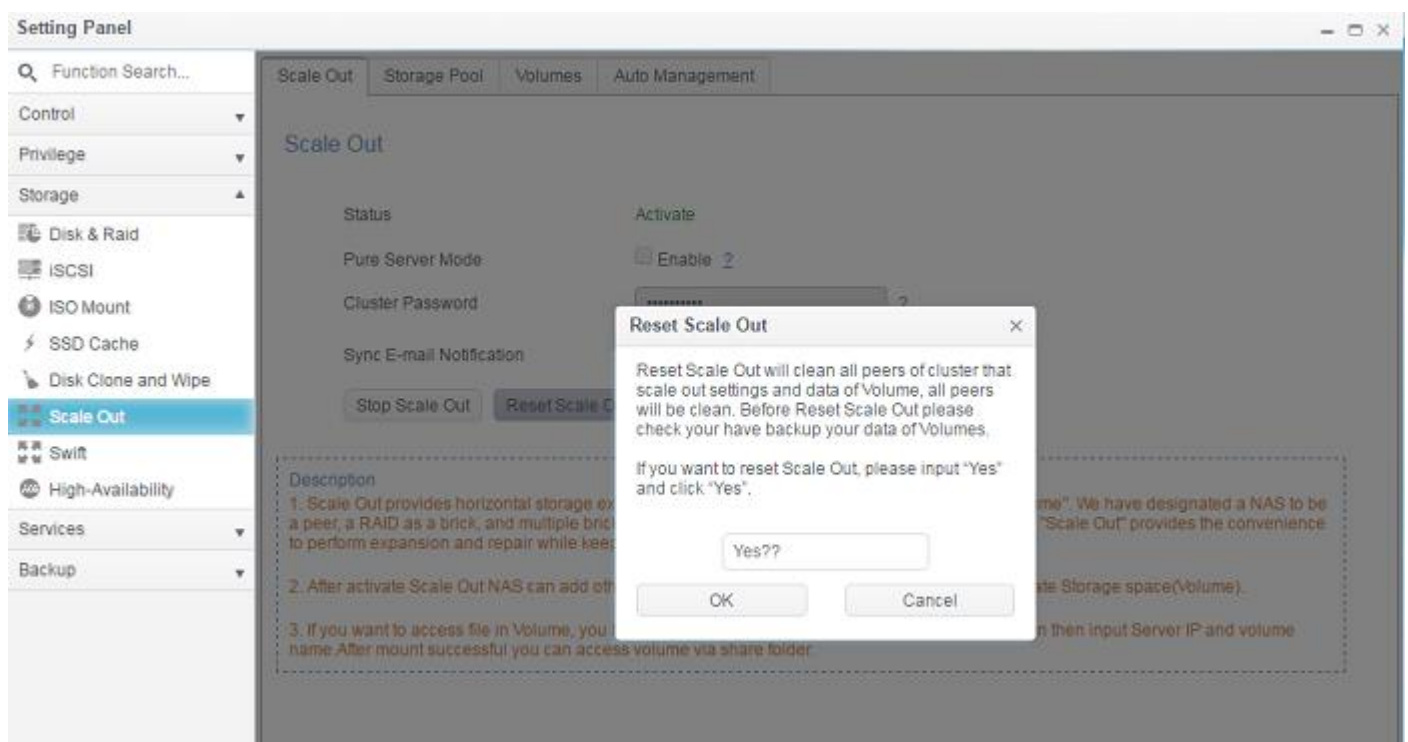 Setting Panel
Function Search...
Control
Privilege
Storage
Disk & Raid
iSCSI
ISO Mount
SSD Cache
Disk Clone and Wipe
Scale Out
Swift
High-Availability
Services
Backup
Scale Out Storage Pool Volumes Auto Management
Scale Out
Status Activate
Pure Server Mode Enable ?
Cluster Password •••••••••• ?
Sync E-mail Notification
Stop Scale Out Reset Scale
Reset Scale Out
Reset Scale Out will clean all peers of cluster that
scale out settings and data of Volume, all peers
will be clean. Before Reset Scale Out please
check your have backup your data of Volumes.
If you want to reset Scale Out, please input "Yes"
and click "Yes".
Yes??
OK Cancel
Description
1. Scale Out provides horizontal storage We have designated a NAS to be
a peer, a RAID as a brick, and multiple "Scale Out" provides the convenience
to perform expansion and repair while
2. After activate Scale Out NAS can add Storage space(Volume).
3. If you want to access file in Volume, you then input Server IP and volume
name.After mount successful you can access volume via share folder.